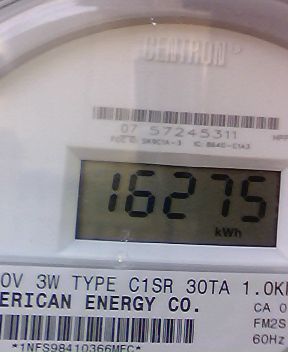 CENTRON
07 57245311
16275
kWh
0V 3W TYPE C1SR 30TA 1.0K
ERICAN ENERGY CO.
CA 0
FM2S
60Hz
*1NFS98410366MFC*